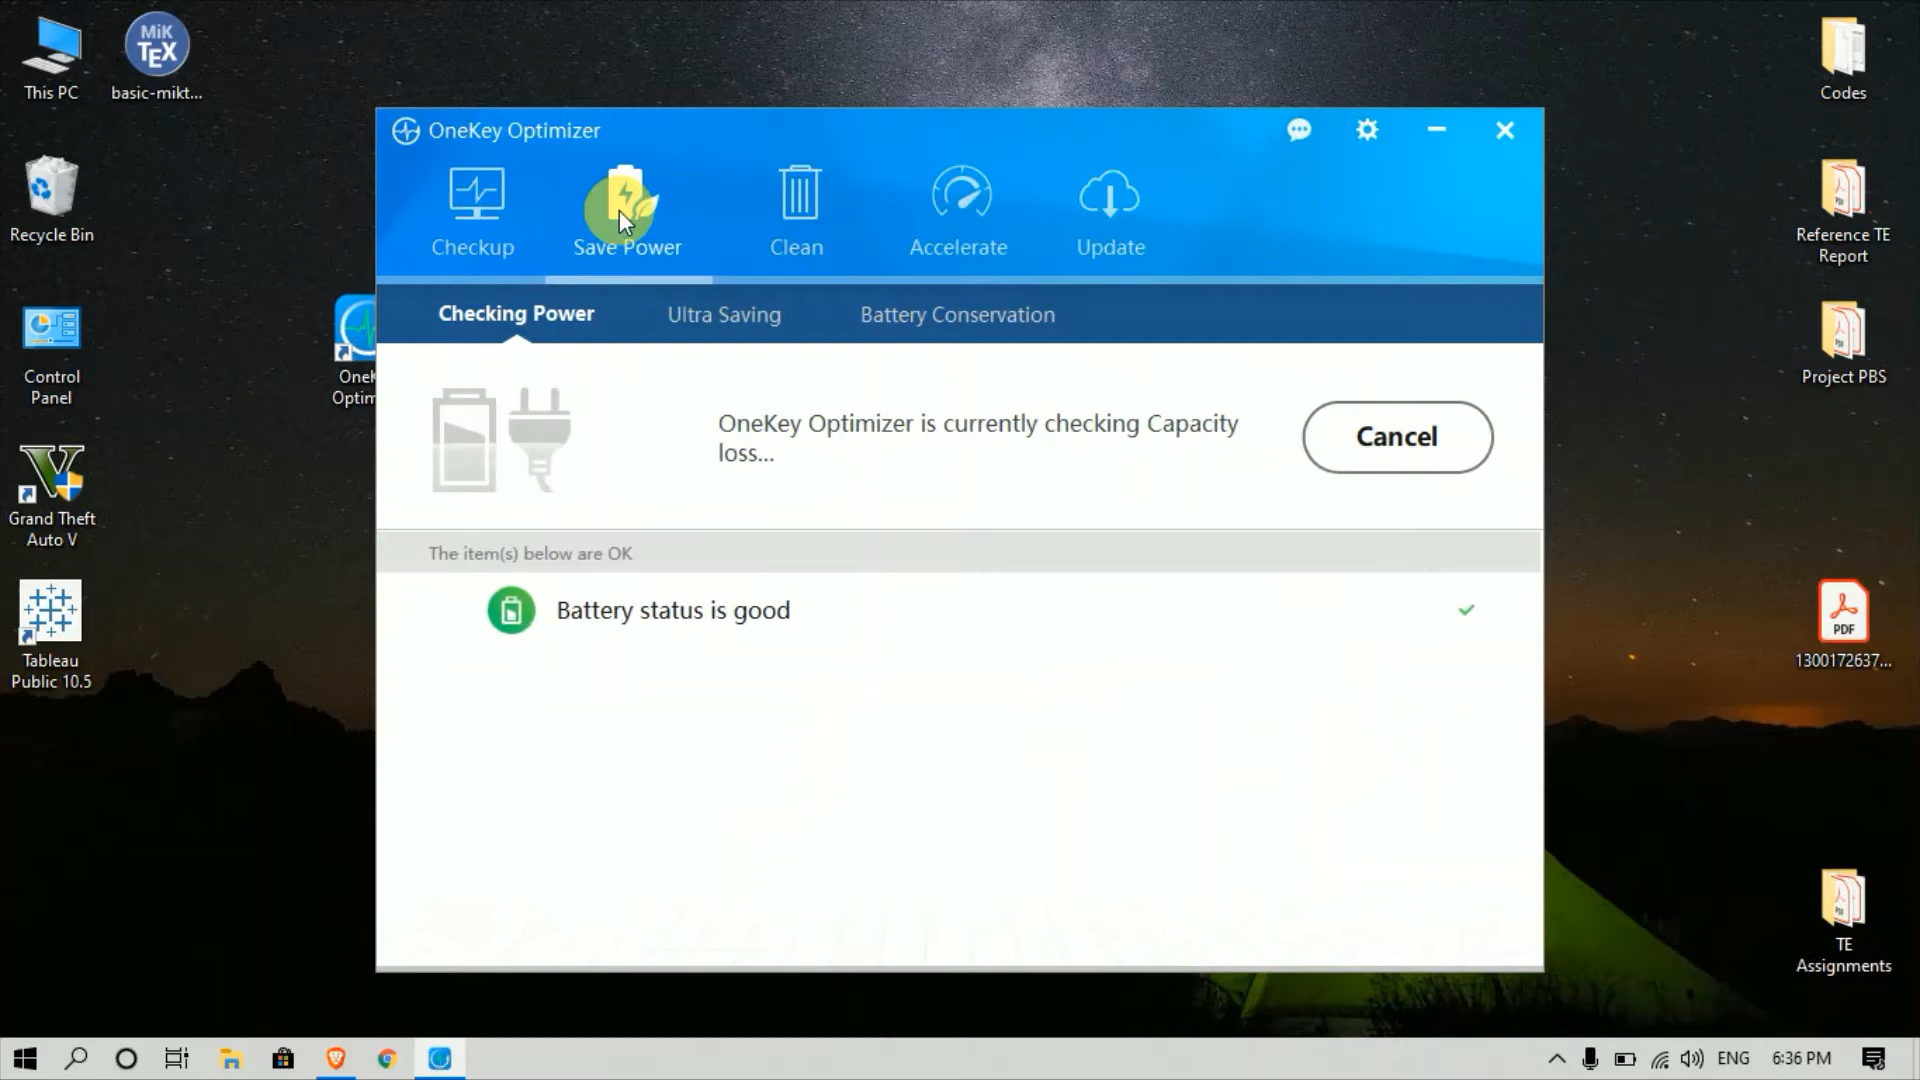 This PC
MiK
TEX
basic-mikt...
Recycle Bin
Control
Panel
OneK
Optim
Grand Theft
Auto V
Tableau
Public 10.5
OneKey Optimizer
Checkup
Save Power
Clean
Accelerate
Update
Checking Power
Ultra Saving
Battery Conservation
OneKey Optimizer is currently checking Capacity
loss...
Cancel
The item(s) below are OK
Battery status is good
Codes
Reference TE
Report
Project PBS
PDF
1300172637...
TE
Assignments
ENG
6:36 PM